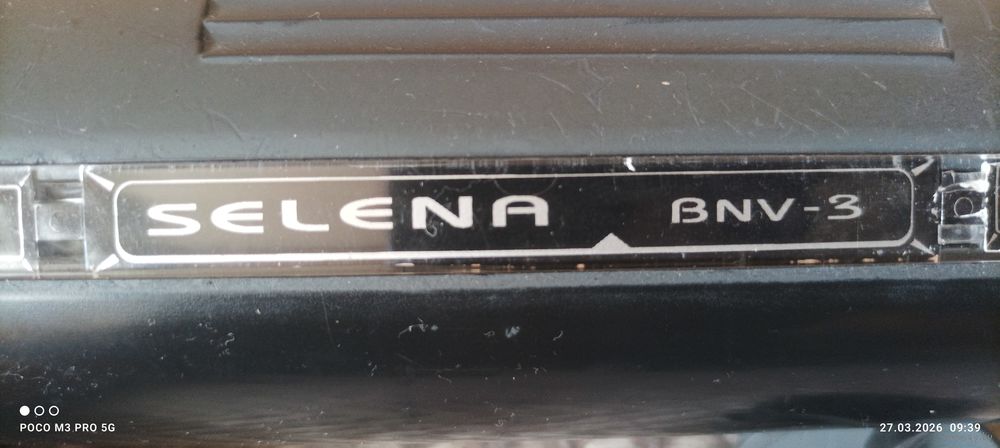 SELENA BNV-3
POCO M3 PRO 5G
27.03.2026 09:39